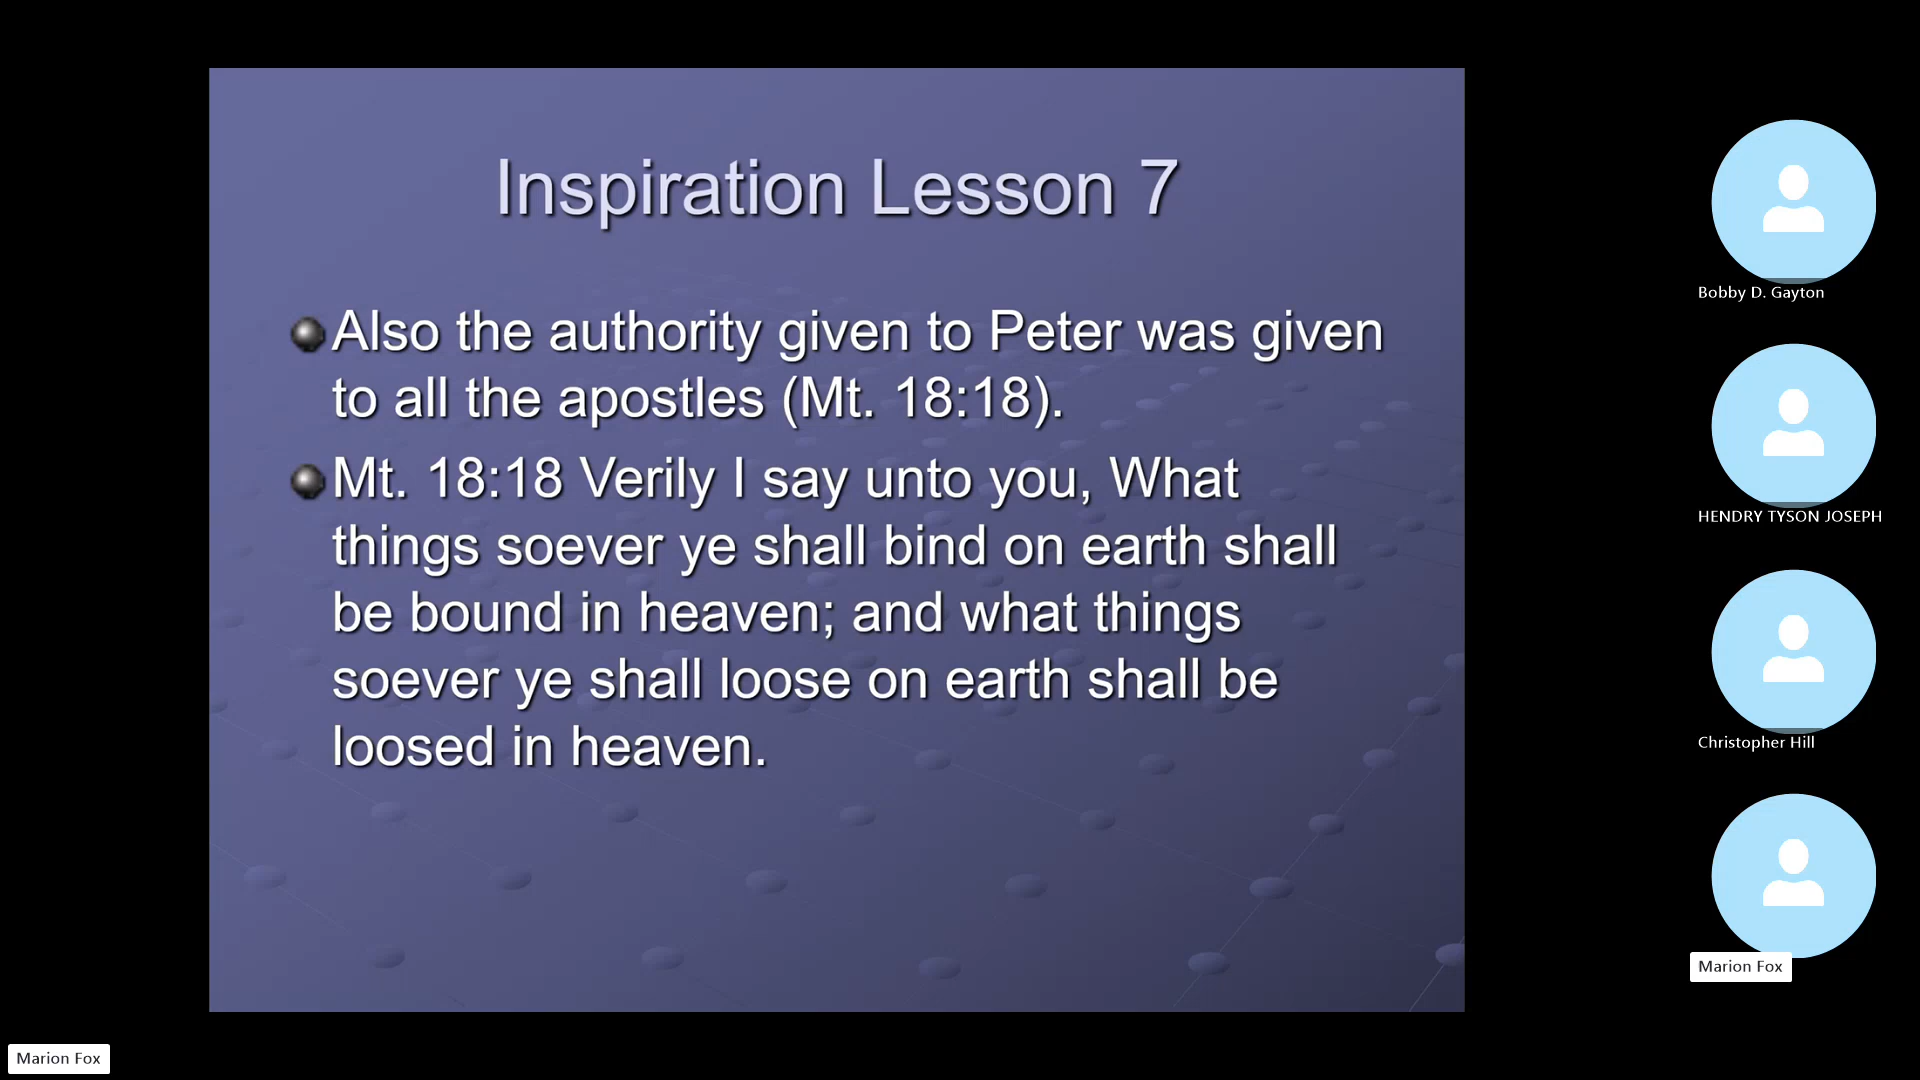 Inspiration Lesson 7
Also the authority given to Peter was given
to all the apostles (Mt. 18:18).
Mt. 18:18 Verily I say unto you, What
things soever ye shall bind on earth shall
be bound in heaven; and what things
soever ye shall loose on earth shall be
loosed in heaven.
Bobby D. Gayton
HENDRY TYSON JOSEPH
Christopher Hill
Marion Fox
Marion Fox